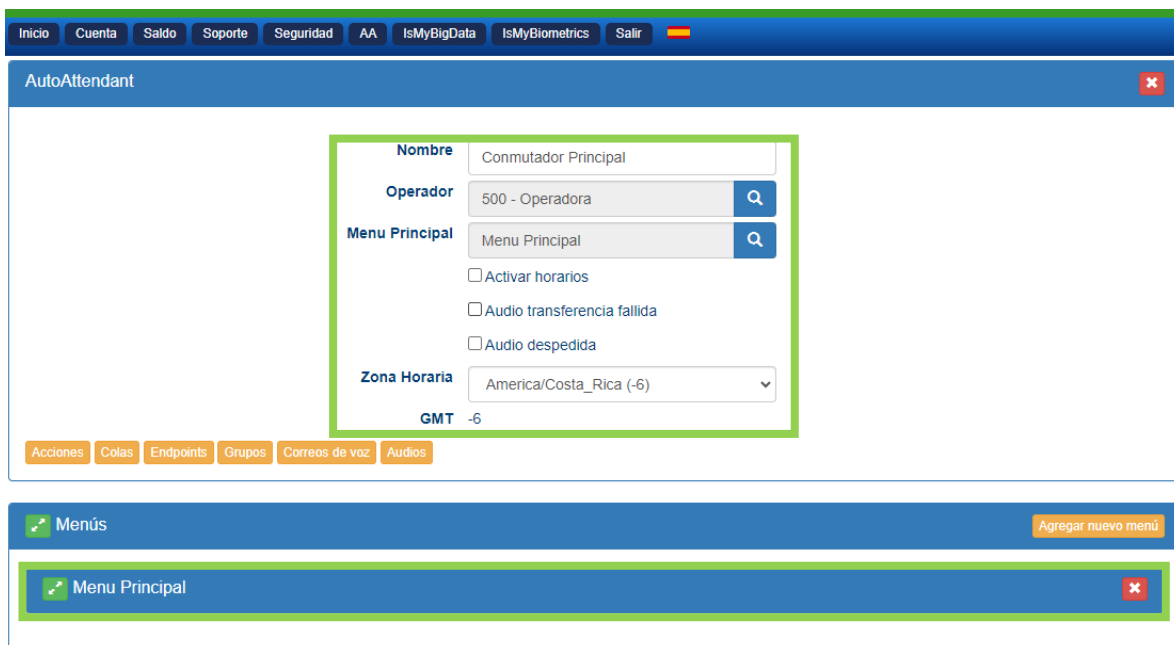 Inicio Cuenta Saldo Soporte Seguridad AA IsMyBigData IsMyBiometrics Salir
AutoAttendant
Nombre Conmutador Principal
Operador 500 - Operadora
Menu Principal Menu Principal
Activar horarios
Audio transferencia fallida
Audio despedida
Zona Horaria America/Costa_Rica (-6)
GMT -6
Acciones Colas Endpoints Grupos Correos de voz Audios
Menús Agregar nuevo menú
Menu Principal